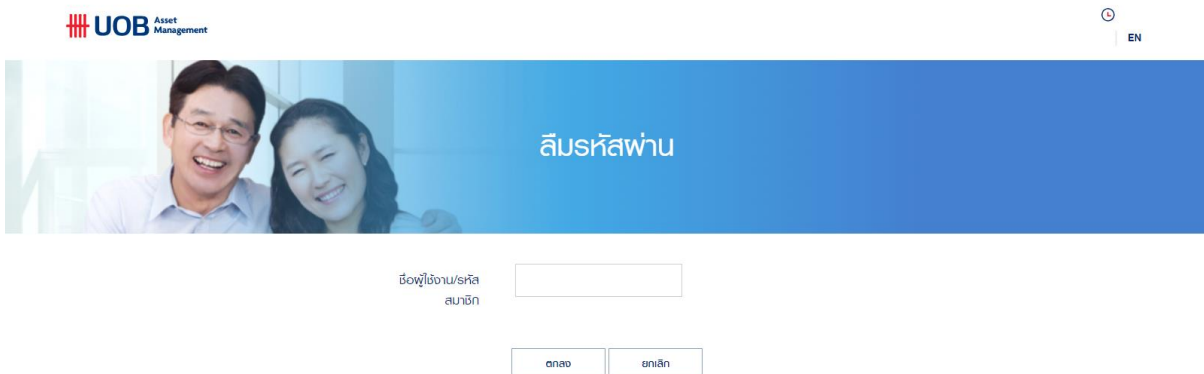 UOB Asset
Management
EN
ลืมรหัสผ่าน
ชื่อผู้ใช้งาน/รหัส
สมาชิก
ตกลง
ยกเลิก